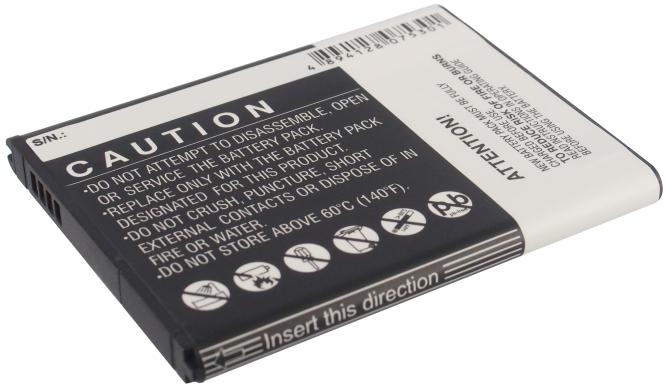 S/N.:
CAUTION
•DO NOT ATTEMPT TO DISASSEMBLE, OPEN
OR SERVICE THE BATTERY PACK.
•REPLACE ONLY WITH THE BATTERY PACK
DESIGNATED FOR THIS PRODUCT.
•DO NOT CRUSH, PUNCTURE, SHORT
EXTERNAL CONTACTS OR DISPOSE OF IN
FIRE OR WATER.
•DO NOT STORE ABOVE 60°C (140°F).
Pb
Insert this direction
4 894128 075301
ATTENTION!
NEW BATTERY PACK MUST BE FULLY
CHARGED BEFORE USE.
TO REDUCE RISK OF FIRE OR BURNS
READ INSTRUCTIONS IN OPERATING GUIDE
BEFORE USING THE BATTERY.